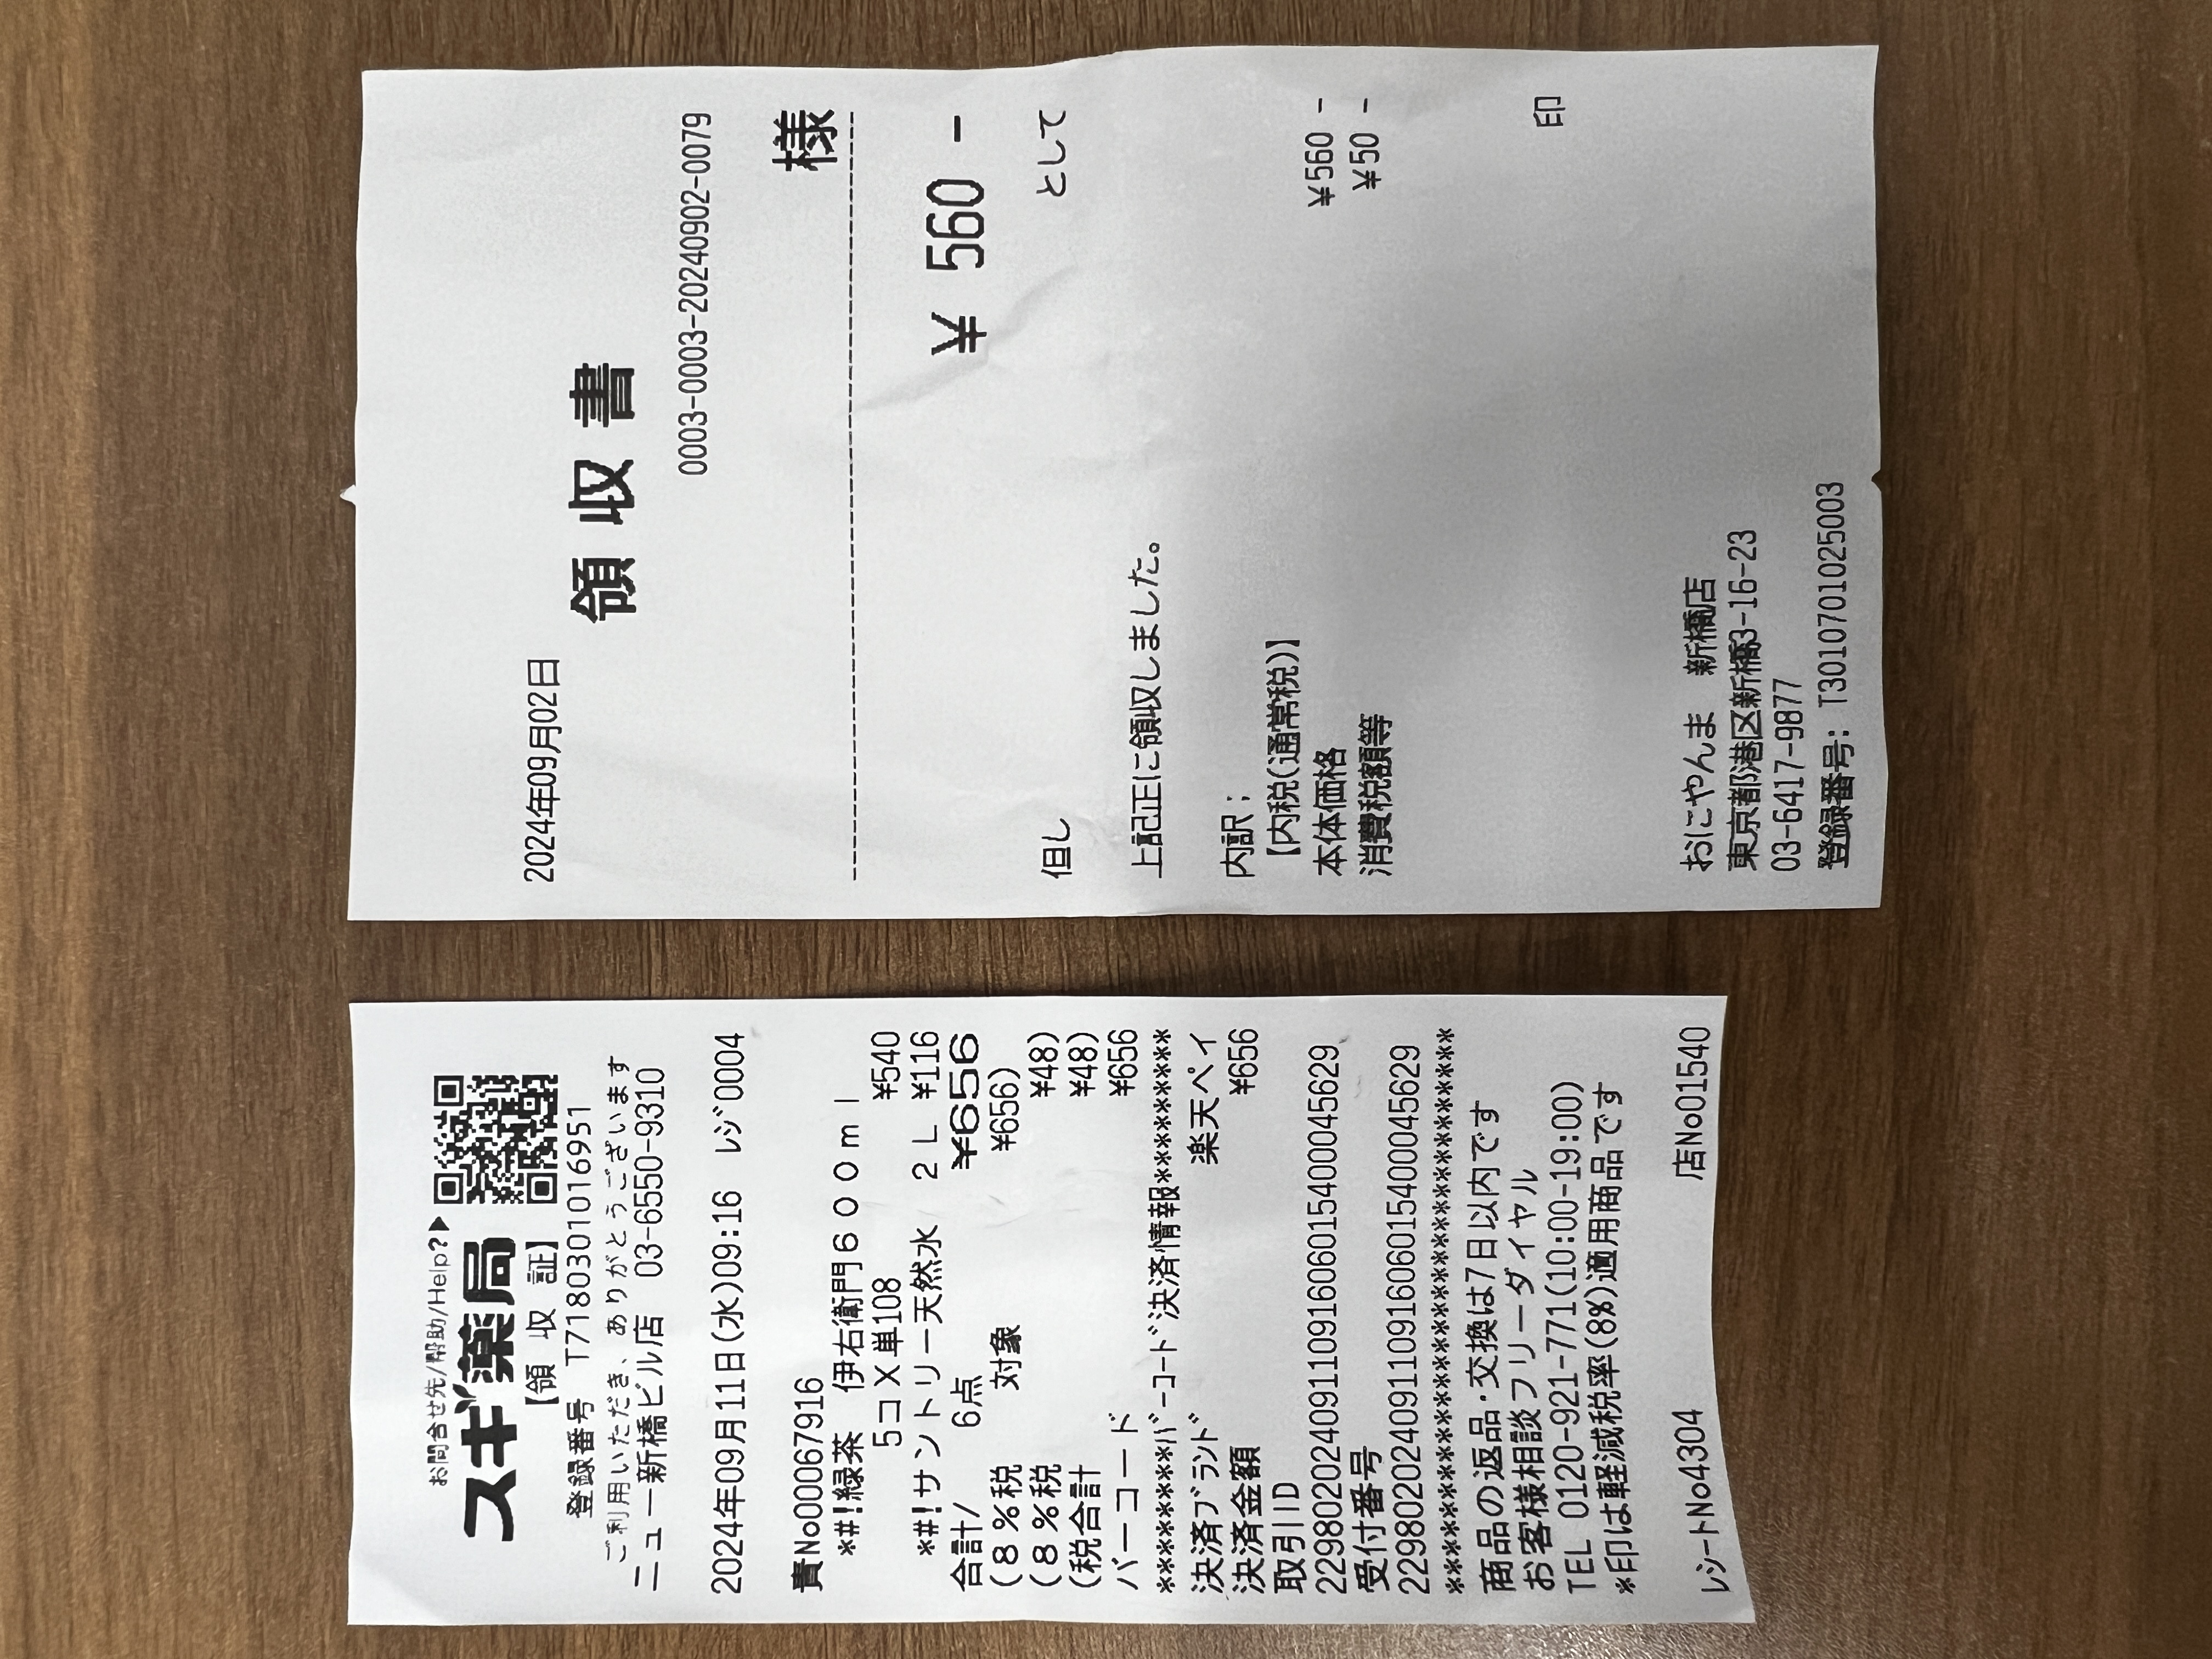 お問合せ先/幇助/Help?▶
スギ薬局
【領 収 証】
登録番号 T7180301016951
ご利用いただき、ありがとうございます
ニュー新橋ビル店 03-6550-9310
2024年09月11日(水)09:16 ﾚｼﾞ0004
責No00067916
*#!緑茶 伊右衛門６００ｍｌ
5コＸ単108 ¥540
*#!サントリー天然水 ２Ｌ ¥116
合計/ 6点 ¥656
(８％税 対象 ¥656)
(８％税 ¥48)
(税合計 ¥48)
バーコード ¥656
********ﾊﾞｰｺｰﾄﾞ決済情報*********
決済ﾌﾞﾗﾝﾄﾞ 楽天ペイ
決済金額 ¥656
取引ID
2298020240911091606015400045629
受付番号
2298020240911091606015400045629
******************************
商品の返品･交換は7日以内です
お客様相談フリーダイヤル
TEL 0120-921-771(10:00-19:00)
*印は軽減税率(8%)適用商品です
ﾚｼｰﾄNo4304 店No01540
2024年09月02日
領 収 書
0003-0003-20240902-0079
様
¥ 560 -
但し として
上記正に領収しました。
内訳；
【内税(通常税)】
本体価格 ¥560 -
消費税額等 ¥50 -
印
おにやんま 新橋店
東京都港区新橋3-16-23
03-6417-9877
登録番号: T3010701025003